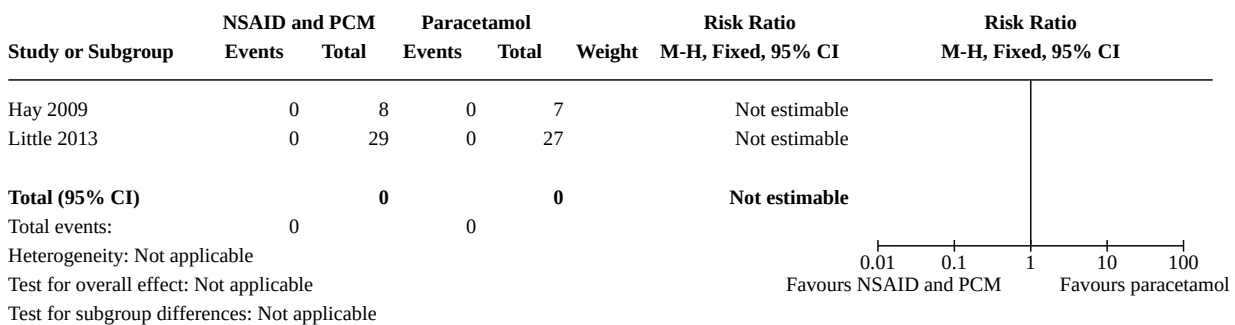 NSAID and PCM Paracetamol Risk Ratio Risk Ratio
Study or Subgroup Events Total Events Total Weight M-H, Fixed, 95% CI M-H, Fixed, 95% CI
Hay 2009 0 8 0 7 Not estimable
Little 2013 0 29 0 27 Not estimable
Total (95% CI) 0 0 Not estimable
Total events: 0 0
Heterogeneity: Not applicable
0.01 0.1 1 10 100
Test for overall effect: Not applicable Favours NSAID and PCM Favours paracetamol
Test for subgroup differences: Not applicable